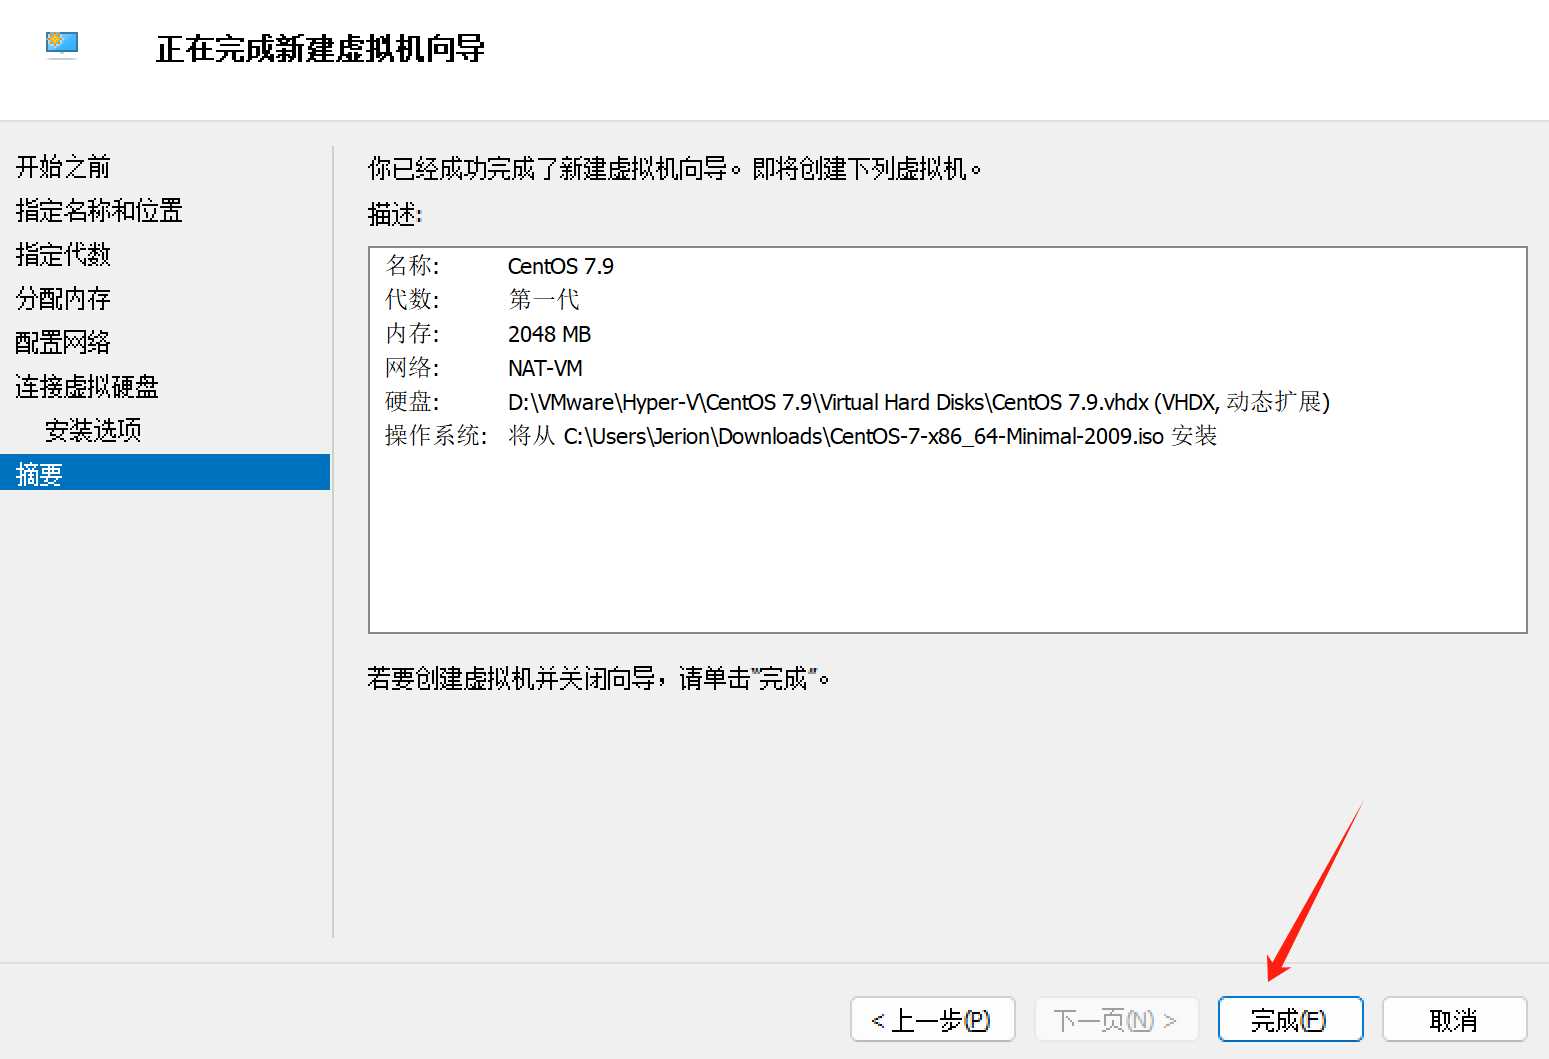 正在完成新建虚拟机向导
开始之前
指定名称和位置
指定代数
分配内存
配置网络
连接虚拟硬盘
安装选项
摘要
你已经成功完成了新建虚拟机向导。即将创建下列虚拟机。
描述:
名称: CentOS 7.9
代数: 第一代
内存: 2048 MB
网络: NAT-VM
硬盘: D:\VMware\Hyper-V\CentOS 7.9\Virtual Hard Disks\CentOS 7.9.vhdx (VHDX, 动态扩展)
操作系统: 将从 C:\Users\Jerion\Downloads\CentOS-7-x86_64-Minimal-2009.iso 安装
若要创建虚拟机并关闭向导，请单击"完成"。
< 上一步(P)
下一页(N) >
完成(F)
取消